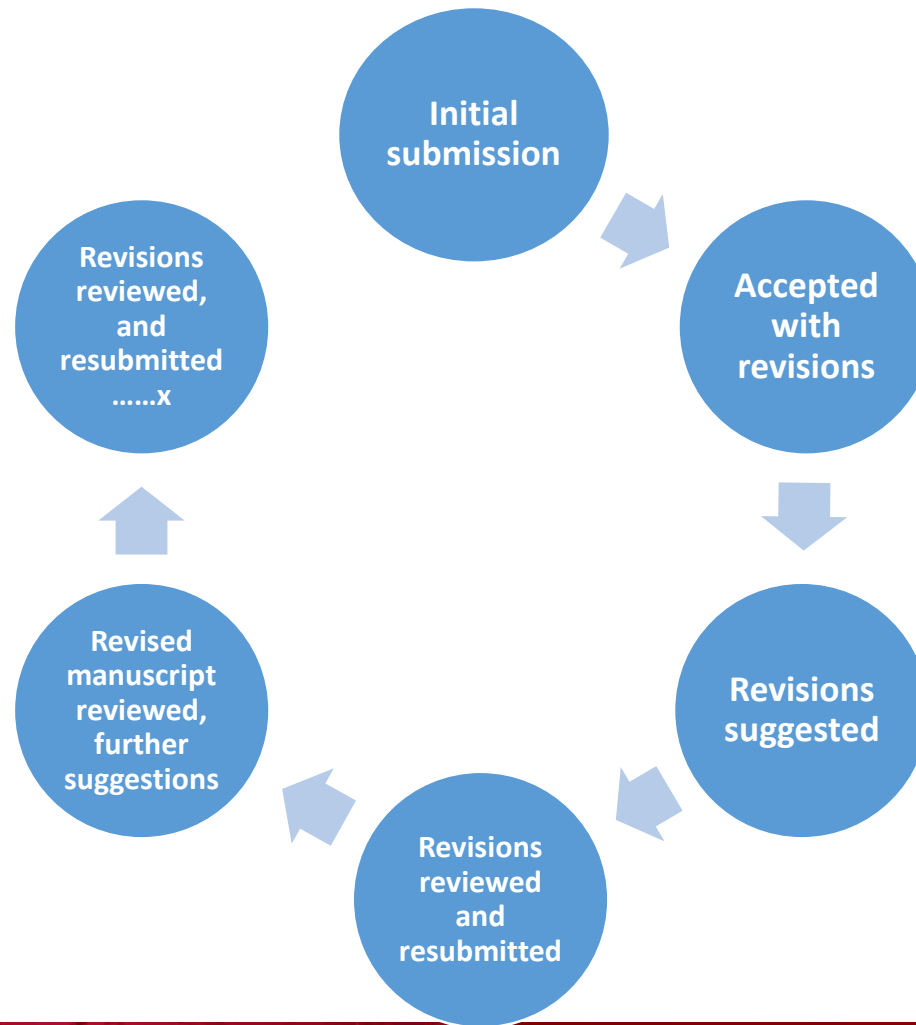 Initial
submission
Accepted
with
revisions
Revisions
suggested
Revisions
reviewed
and
resubmitted
Revised
manuscript
reviewed,
further
suggestions
Revisions
reviewed,
and
resubmitted
……x